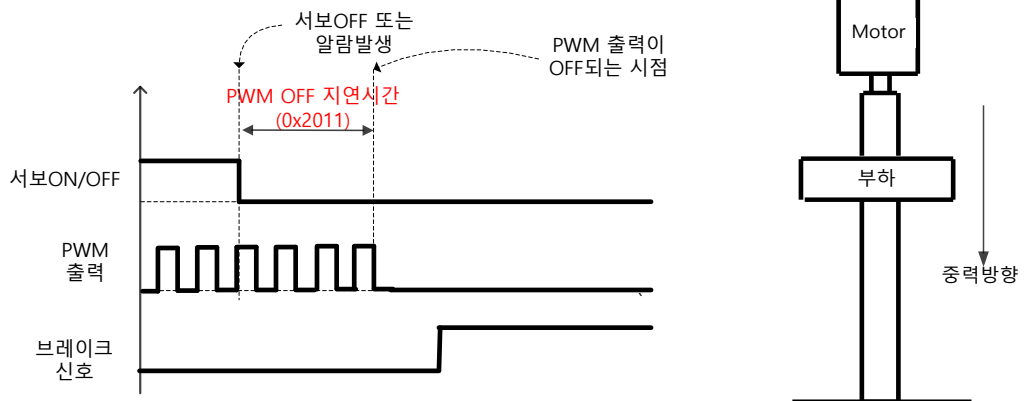 서보OFF 또는
알람발생
PWM 출력이
OFF되는 시점
PWM OFF 지연시간
(0x2011)
서보ON/OFF
PWM
출력
브레이크
신호
Motor
부하
중력방향